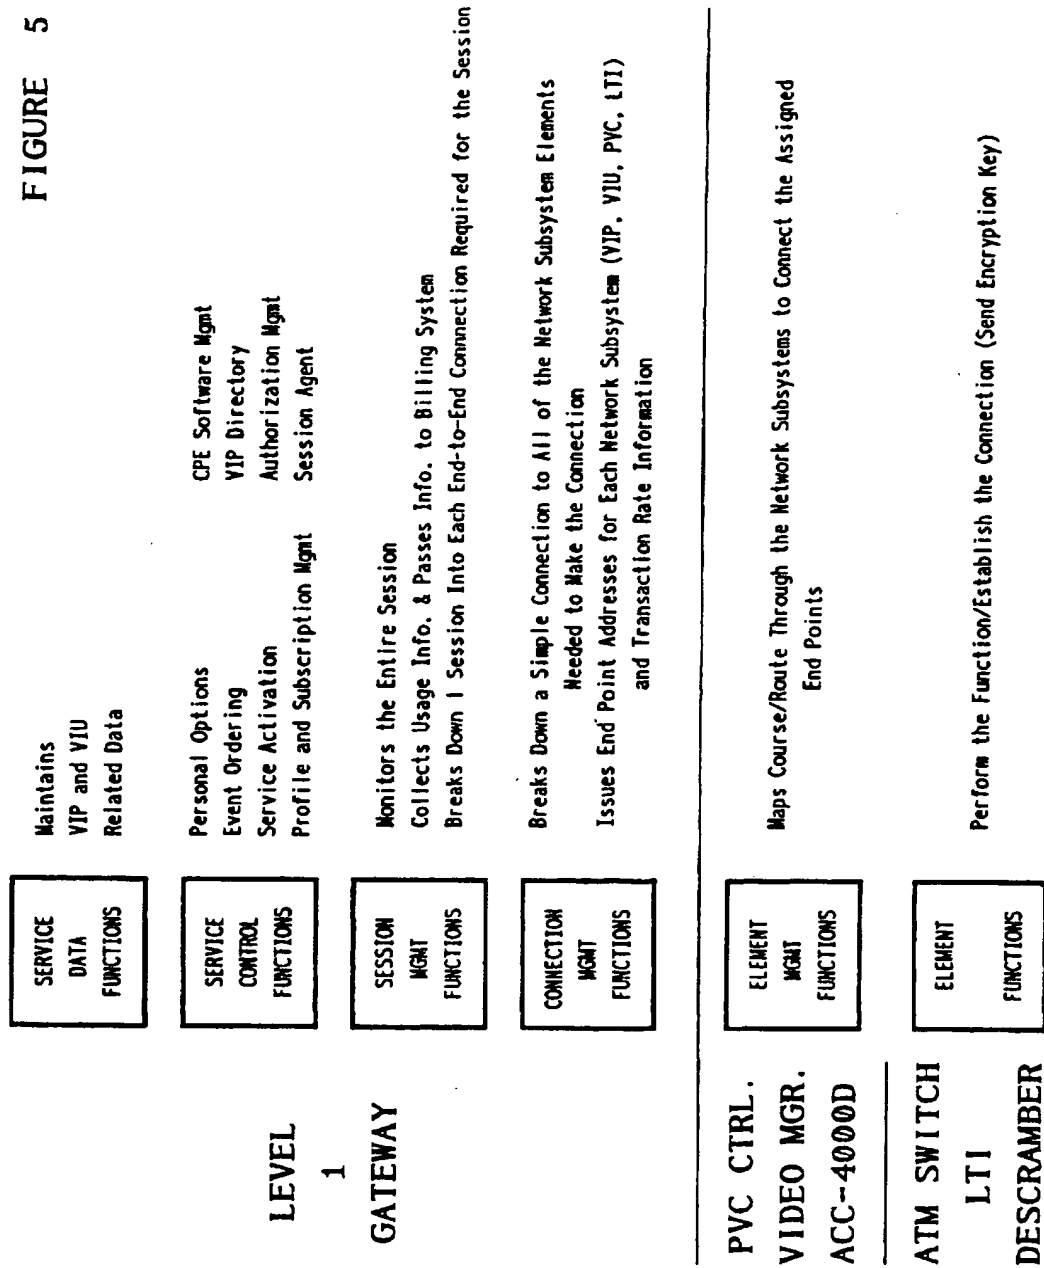 FIGURE 5
LEVEL
1
GATEWAY
SERVICE
DATA
FUNCTIONS
Maintains
VIP and VIU
Related Data
SERVICE
CONTROL
FUNCTIONS
Personal Options
Event Ordering
Service Activation
Profile and Subscription Mgmt
CPE Software Mgmt
VIP Directory
Authorization Mgmt
Session Agent
SESSION
MGMT
FUNCTIONS
Monitors the Entire Session
Collects Usage Info. & Passes Info. to Billing System
Breaks Down 1 Session Into Each End-to-End Connnection Required for the Session
CONNECTION
MGMT
FUNCTIONS
Breaks Down a Simple Connection to All of the Network Subsystem Elements
Needed to Make the Connection
Issues End Point Addresses for Each Network Subsystem (VIP, VIU, PVC, LTI)
and Transaction Rate Information
PVC CTRL.
VIDEO MGR.
ACC-4000D
ELEMENT
MGMT
FUNCTIONS
Maps Course/Route Through the Network Subsystems to Connect the Assigned
End Points
ATM SWITCH
LTI
DESCRAMBER
ELEMENT
FUNCTIONS
Perform the Function/Establish the Connection (Send Encryption Key)